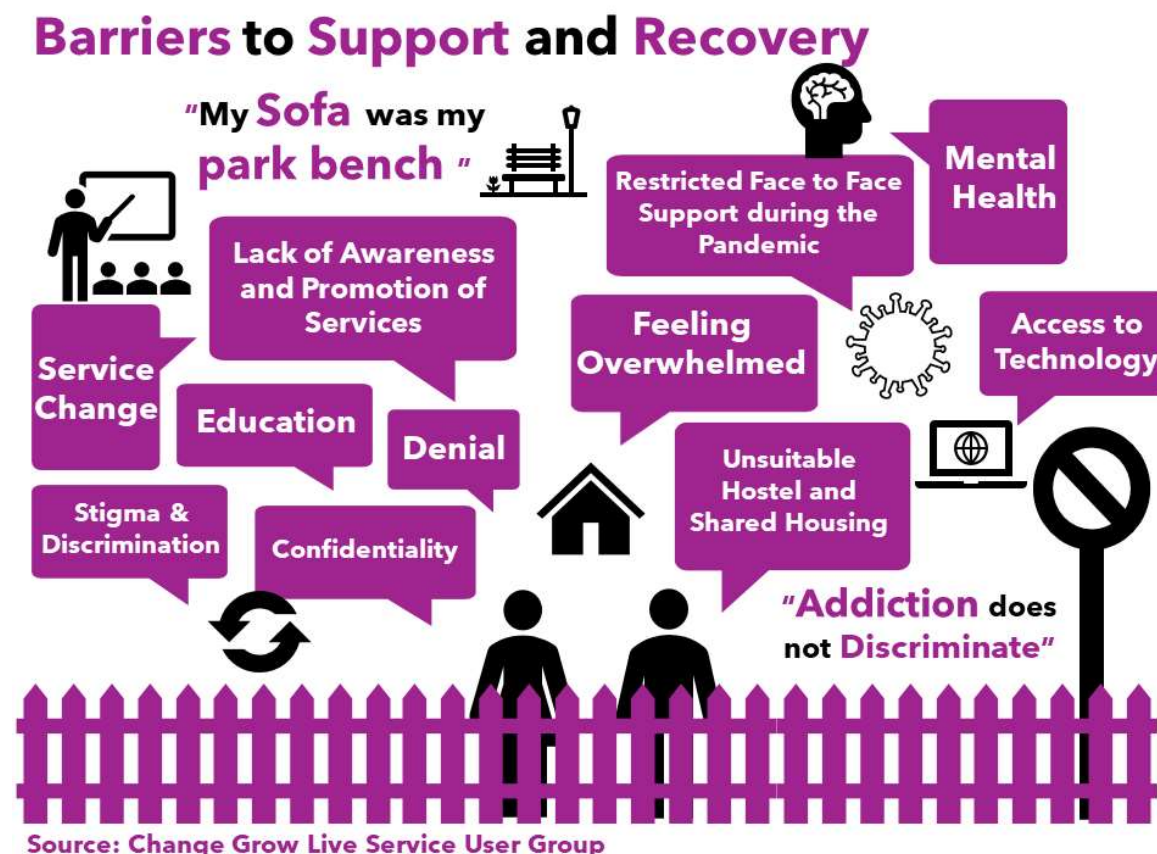 Barriers to Support and Recovery
"My Sofa was my
park bench "
Mental
Health
Restricted Face to Face
Support during the
Pandemic
Lack of Awareness
and Promotion of
Services
Feeling
Overwhelmed
Access to
Technology
Service
Change
Education
Denial
Unsuitable
Hostel and
Shared Housing
Stigma &
Discrimination
Confidentiality
"Addiction does
not Discriminate"
Source: Change Grow Live Service User Group